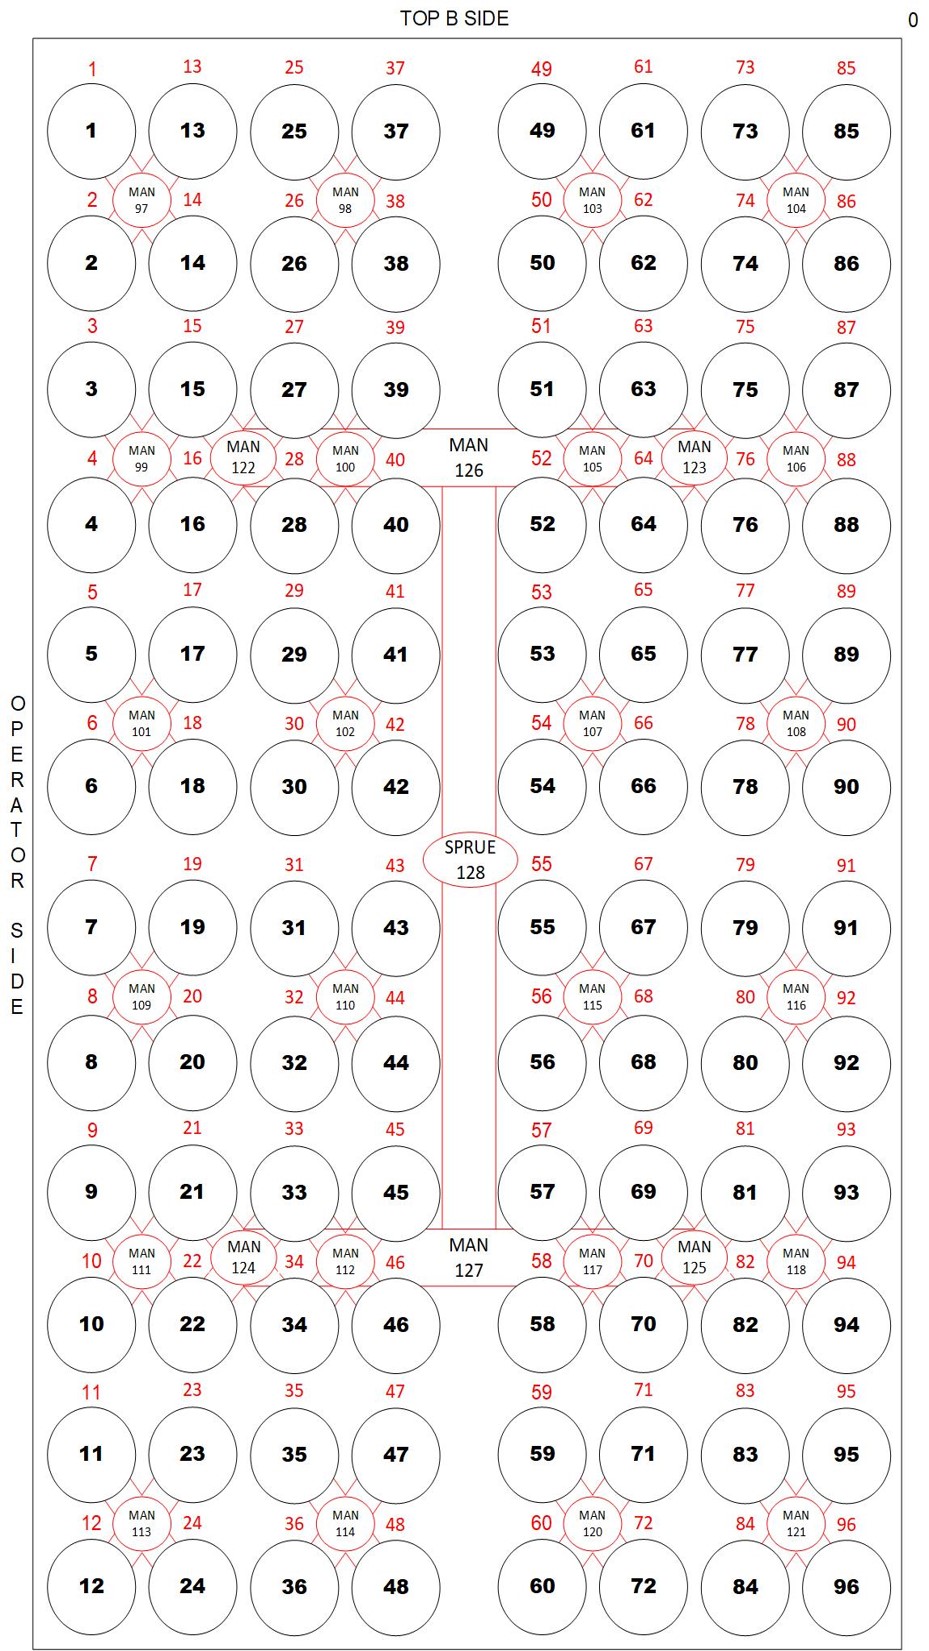 TOP B SIDE 0
1 13 25 37 49 61 73 85
1 13 25 37 49 61 73 85
2 MAN 14 26 MAN 38 50 MAN 62 74 MAN 86
97 98 103 104
2 14 26 38 50 62 74 86
3 15 27 39 51 63 75 87
3 15 27 39 51 63 75 87
4 MAN 16 MAN 28 MAN 40 MAN 52 MAN 64 MAN 76 MAN 88
99 122 100 126 105 123 106
4 16 28 40 52 64 76 88
5 17 29 41 53 65 77 89
5 17 29 41 53 65 77 89
6 MAN 18 30 MAN 42 54 MAN 66 78 MAN 90
101 102 107 108
6 18 30 42 54 66 78 90
OPERATOR SIDE
SPRUE
128
7 19 31 43 55 67 79 91
7 19 31 43 55 67 79 91
8 MAN 20 32 MAN 44 56 MAN 68 80 MAN 92
109 110 115 116
8 20 32 44 56 68 80 92
9 21 33 45 57 69 81 93
9 21 33 45 57 69 81 93
10 MAN 22 MAN 34 MAN 46 MAN 58 MAN 70 MAN 82 MAN 94
111 124 112 127 117 125 118
10 22 34 46 58 70 82 94
11 23 35 47 59 71 83 95
11 23 35 47 59 71 83 95
12 MAN 24 36 MAN 48 60 MAN 72 84 MAN 96
113 114 120 121
12 24 36 48 60 72 84 96